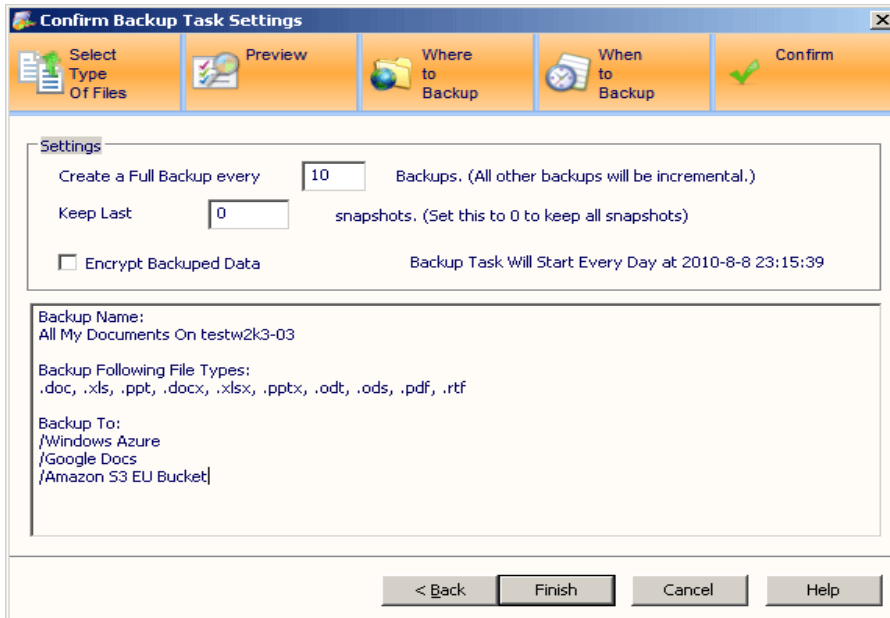 Confirm Backup Task Settings
Select
Type
Of Files
Preview
Where
to
Backup
When
to
Backup
Confirm
Settings
Create a Full Backup every 10 Backups. (All other backups will be incremental.)
Keep Last 0 snapshots. (Set this to 0 to keep all snapshots)
Encrypt Backuped Data Backup Task Will Start Every Day at 2010-8-8 23:15:39
Backup Name:
All My Documents On testw2k3-03
Backup Following File Types:
.doc, .xls, .ppt, .docx, .xlsx, .pptx, .odt, .ods, .pdf, .rtf
Backup To:
/Windows Azure
/Google Docs
/Amazon S3 EU Bucket
< Back Finish Cancel Help